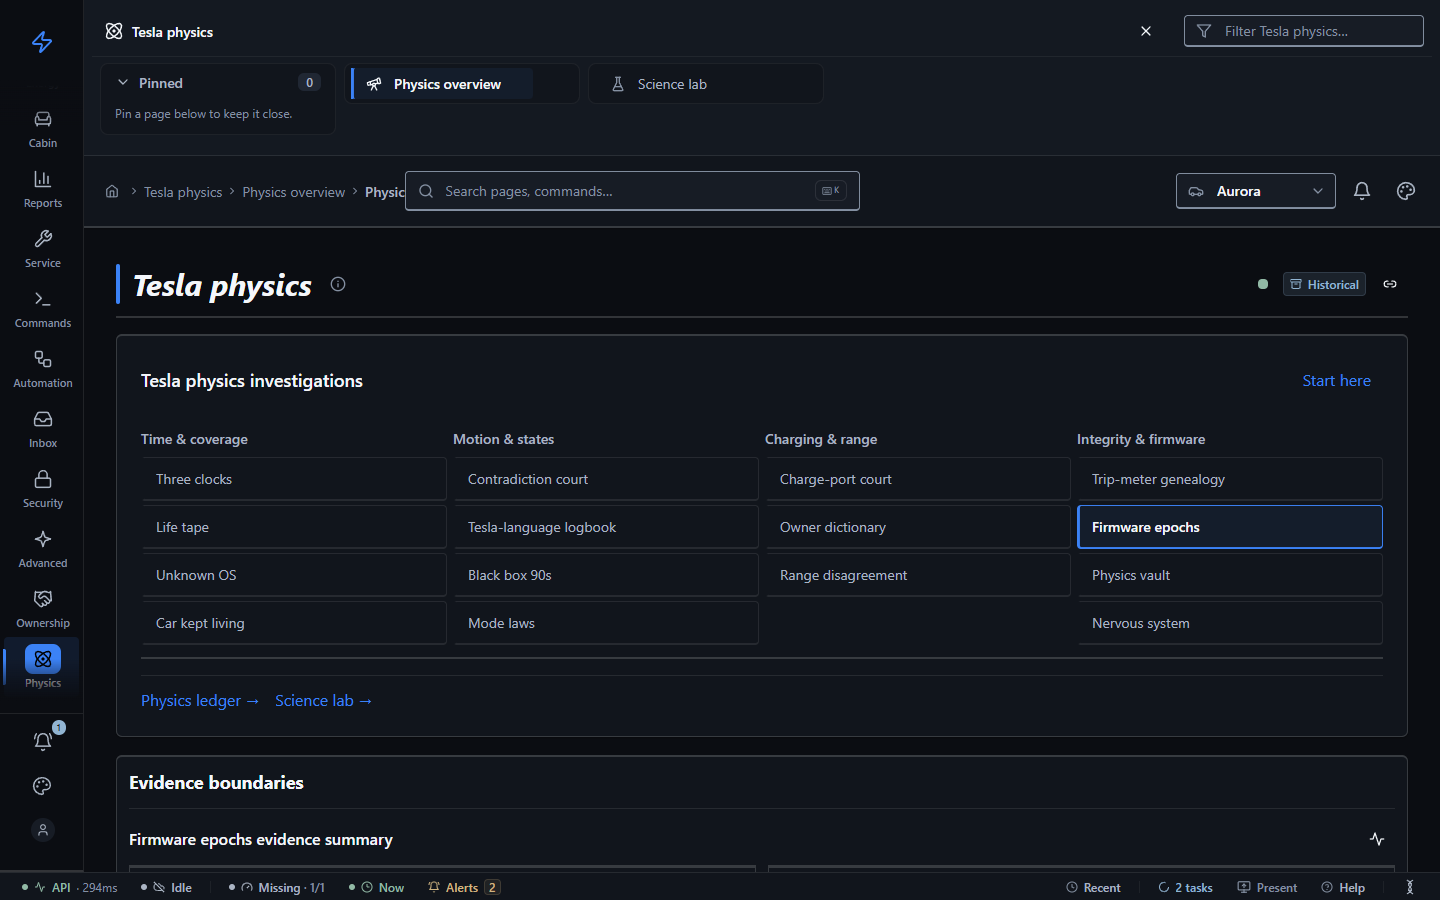 Tesla physics
Filter Tesla physics...
Pinned
0
Pin a page below to keep it close.
Physics overview
Science lab
Tesla physics
Physics overview
Physic
Search pages, commands...
K
Aurora
Cabin
Reports
Service
Commands
Automation
Inbox
Security
Advanced
Ownership
Physics
1
Tesla physics
Historical
Tesla physics investigations
Start here
Time & coverage
Three clocks
Life tape
Unknown OS
Car kept living
Motion & states
Contradiction court
Tesla-language logbook
Black box 90s
Mode laws
Charging & range
Charge-port court
Owner dictionary
Range disagreement
Integrity & firmware
Trip-meter genealogy
Firmware epochs
Physics vault
Nervous system
Physics ledger →
Science lab →
Evidence boundaries
Firmware epochs evidence summary
API · 294ms
Idle
Missing · 1/1
Now
Alerts 2
Recent
2 tasks
Present
Help